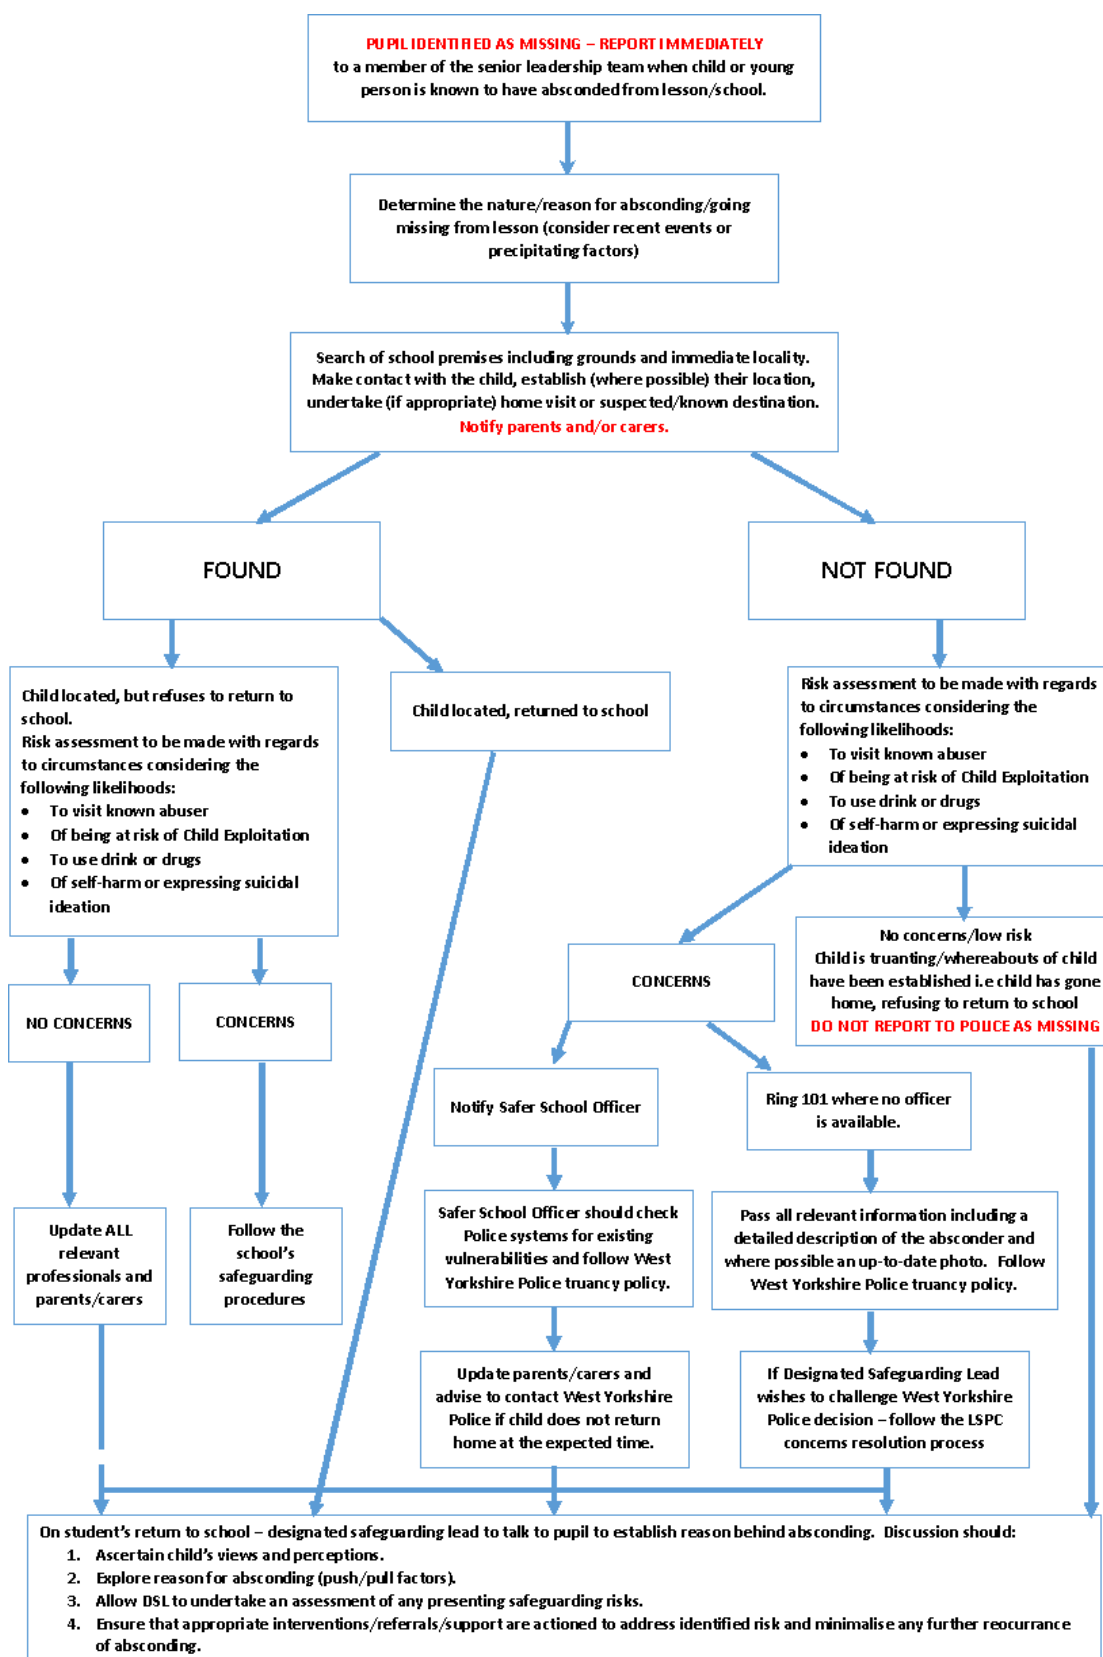 PUPIL IDENTIFIED AS MISSING – REPORT IMMEDIATELY
to a member of the senior leadership team when child or young
person is known to have absconded from lesson/school.
Determine the nature/reason for absconding/going
missing from lesson (consider recent events or
precipitating factors)
Search of school premises including grounds and immediate locality.
Make contact with the child, establish (where possible) their location,
undertake (if appropriate) home visit or suspected/known destination.
Notify parents and/or carers.
FOUND
NOT FOUND
Child located, but refuses to return to
school.
Risk assessment to be made with regards
to circumstances considering the
following likelihoods:
• To visit known abuser
• Of being at risk of Child Exploitation
• To use drink or drugs
• Of self-harm or expressing suicidal
ideation
Child located, returned to school
Risk assessment to be made with regards
to circumstances considering the
following likelihoods:
• To visit known abuser
• Of being at risk of Child Exploitation
• To use drink or drugs
• Of self-harm or expressing suicidal
ideation
NO CONCERNS
CONCERNS
CONCERNS
No concerns/low risk
Child is truanting/whereabouts of child
have been established i.e child has gone
home, refusing to return to school
DO NOT REPORT TO POLICE AS MISSING
Notify Safer School Officer
Ring 101 where no officer
is available.
Update ALL
relevant
professionals and
parents/carers
Follow the
school's
safeguarding
procedures
Safer School Officer should check
Police systems for existing
vulnerabilities and follow West
Yorkshire Police truancy policy.
Pass all relevant information including a
detailed description of the absconder and
where possible an up-to-date photo. Follow
West Yorkshire Police truancy policy.
Update parents/carers and
advise to contact West Yorkshire
Police if child does not return
home at the expected time.
If Designated Safeguarding Lead
wishes to challenge West Yorkshire
Police decision – follow the LSPC
concerns resolution process
On student's return to school – designated safeguarding lead to talk to pupil to establish reason behind absconding. Discussion should:
1. Ascertain child's views and perceptions.
2. Explore reason for absconding (push/pull factors).
3. Allow DSL to undertake an assessment of any presenting safeguarding risks.
4. Ensure that appropriate interventions/referrals/support are actioned to address identified risk and minimalise any further reocurrance
of absconding.